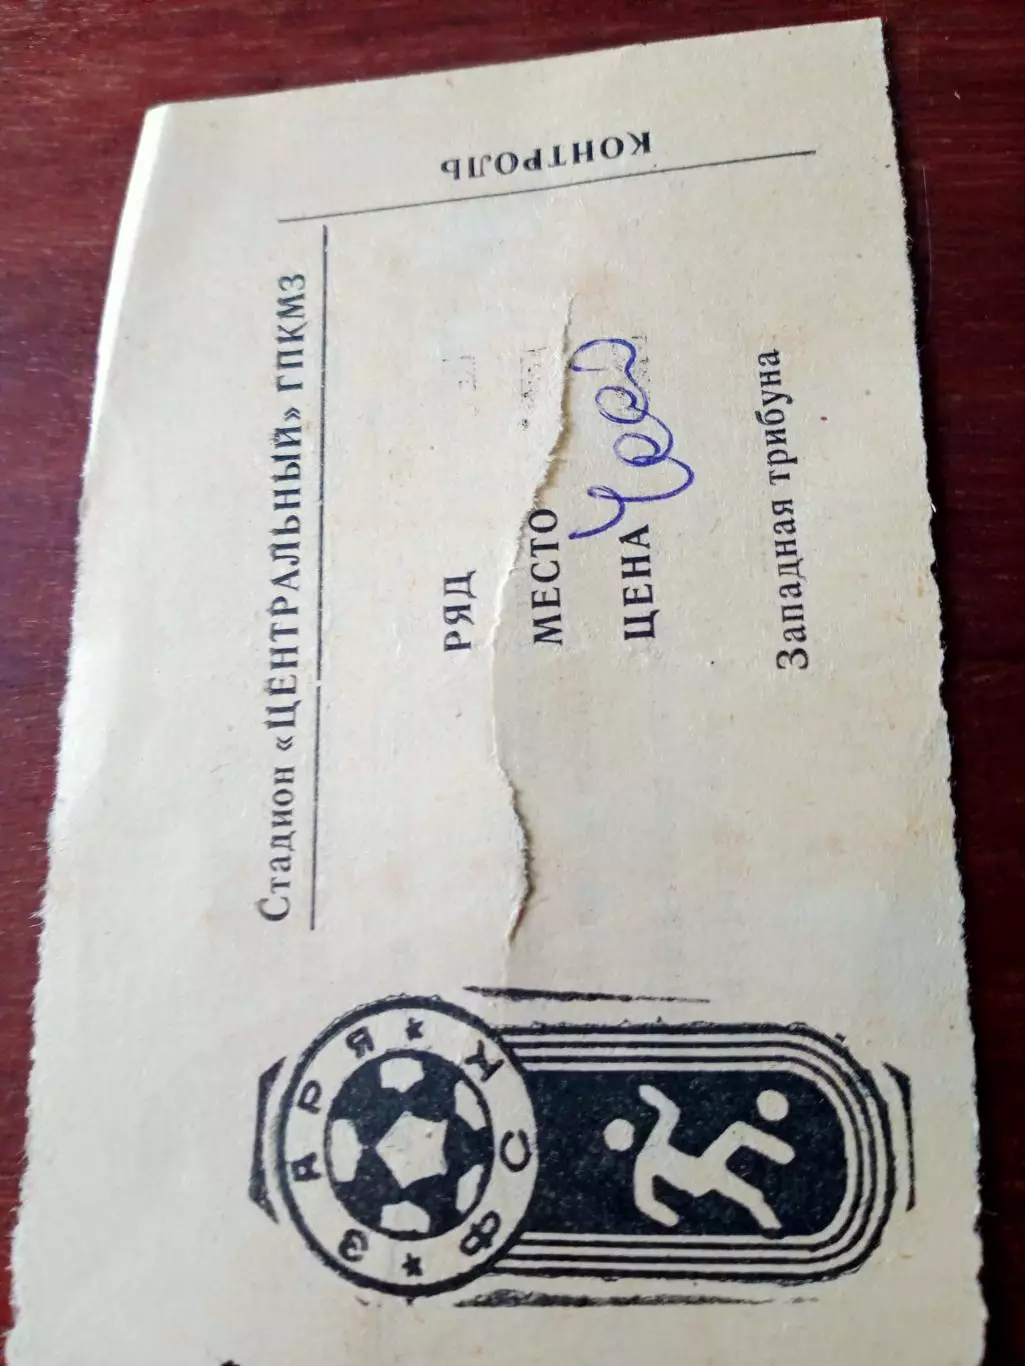 Стадион «ЦЕНТРАЛЬНЫЙ» ГПКМЗ
РЯД
МЕСТО
ЦЕНА
Западная трибуна
КОНТРОЛЬ
ЗАРЯ
ФСК